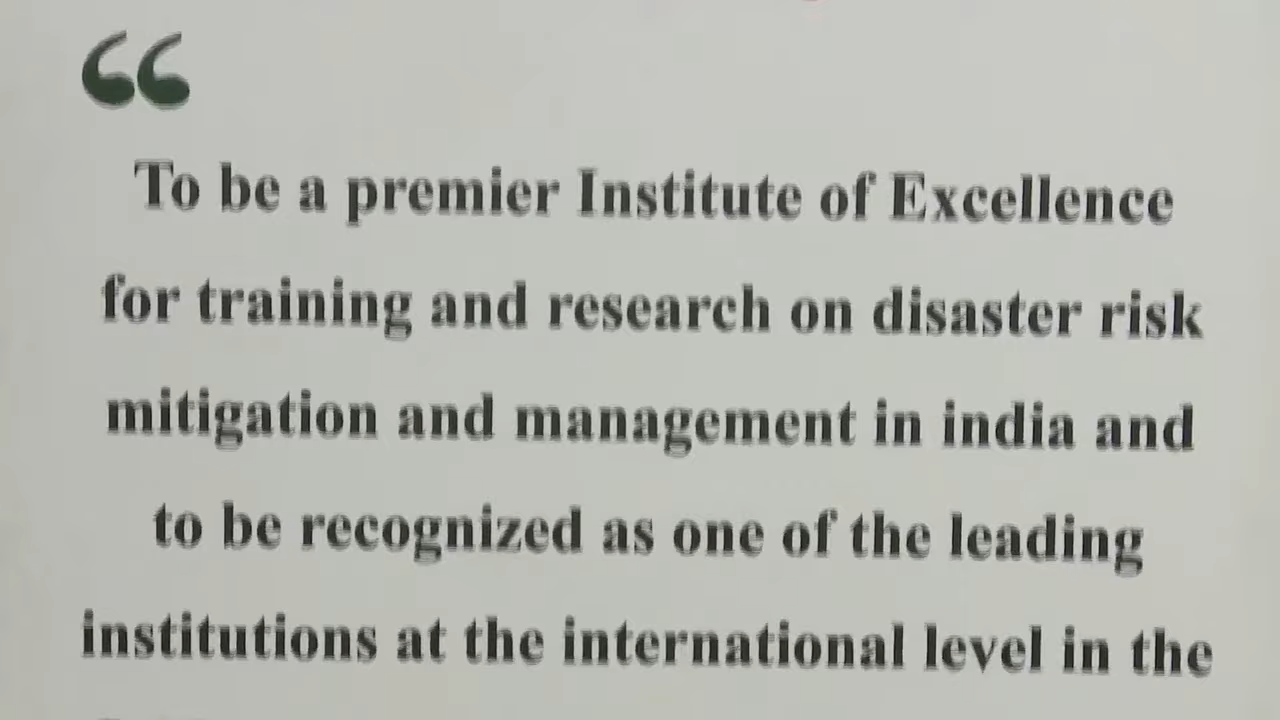 “
To be a premier Institute of Excellence
for training and research on disaster risk
mitigation and management in india and
to be recognized as one of the leading
institutions at the international level in the